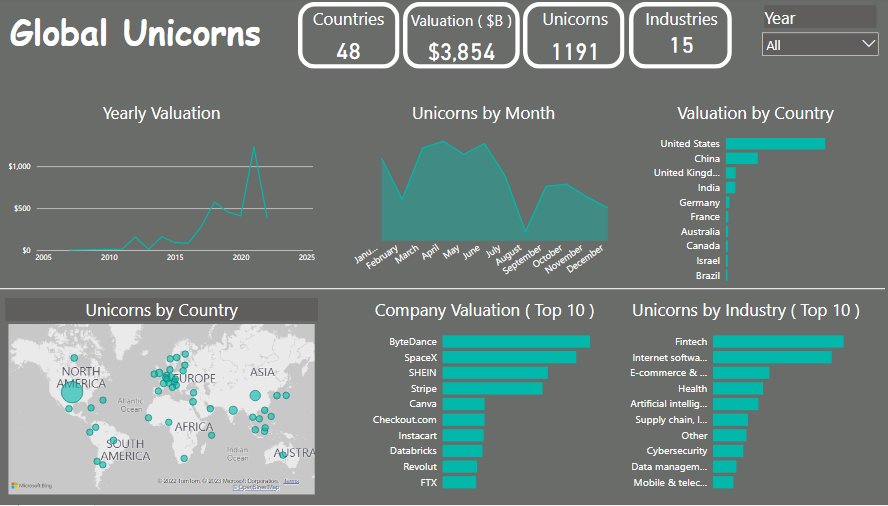 Global Unicorns
Countries
48
Valuation ( $B )
$3,854
Unicorns
1191
Industries
15
Year
All
Yearly Valuation
$1,000
$500
$0
2005
2010
2015
2020
2025
Unicorns by Month
Janu...
February
March
April
May
June
July
August
September
October
November
December
Valuation by Country
United States
China
United Kingd...
India
Germany
France
Australia
Canada
Israel
Brazil
Unicorns by Country
NORTH
AMERICA
EUROPE
ASIA
Atlantic
Ocean
AFRICA
SOUTH
AMERICA
Indian
Ocean
AUSTRA
Microsoft Bing
© 2022 TomTom, © 2023 Microsoft Corporation, Terms
© OpenStreetMap
Company Valuation ( Top 10 )
ByteDance
SpaceX
SHEIN
Stripe
Canva
Checkout.com
Instacart
Databricks
Revolut
FTX
Unicorns by Industry ( Top 10 )
Fintech
Internet softwa...
E-commerce & ...
Health
Artificial intellig...
Supply chain, l...
Other
Cybersecurity
Data managem...
Mobile & telec...